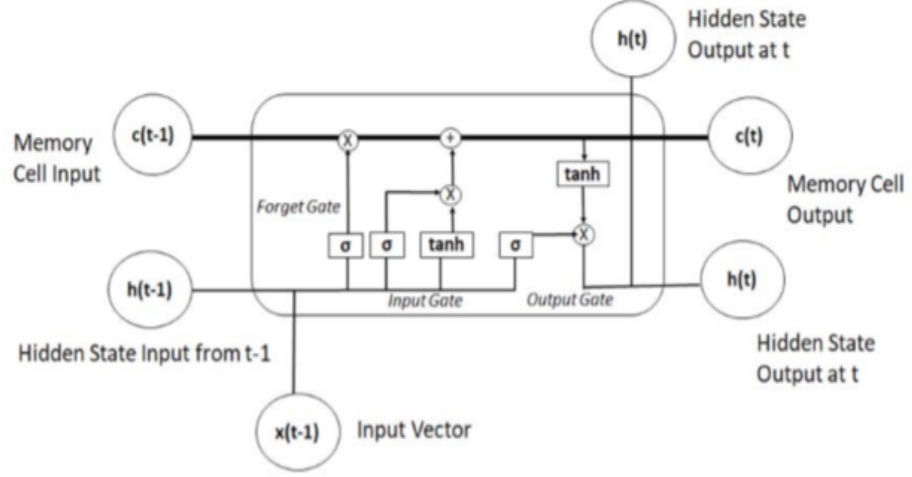 h(t)
Hidden State
Output at t
Memory
Cell Input
c(t-1)
X
+
c(t)
tanh
Memory Cell
Output
Forget Gate
X
σ
σ
tanh
σ
X
h(t-1)
Input Gate
Output Gate
h(t)
Hidden State Input from t-1
Hidden State
Output at t
x(t-1)
Input Vector